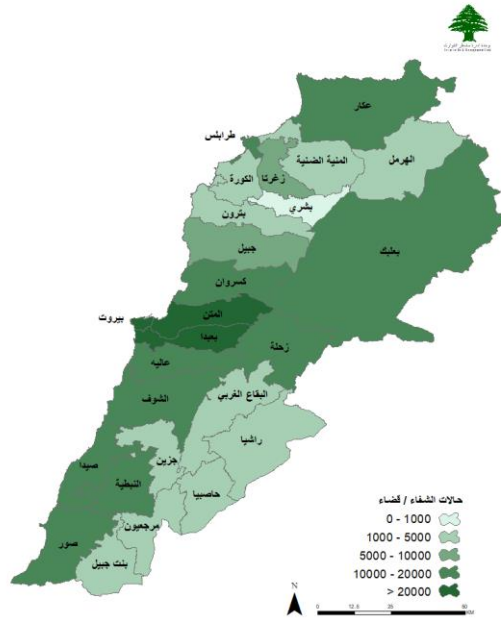 عكار
طرابلس
المنية الضنية
الهرمل
زغرتا
الكورة
بشري
بترون
بعلبك
جبيل
كسروان
المتن
بيروت
بعبدا
زحلة
عاليه
البقاع الغربي
الشوف
راشيا
جزين
صيدا
النبطية
حاصبيا
مرجعيون
صور
بنت جبيل
حالات الشفاء / قضاء
0 - 1000
1000 - 5000
5000 - 10000
10000 - 20000
> 20000
N
0 12.5 25 50
KM